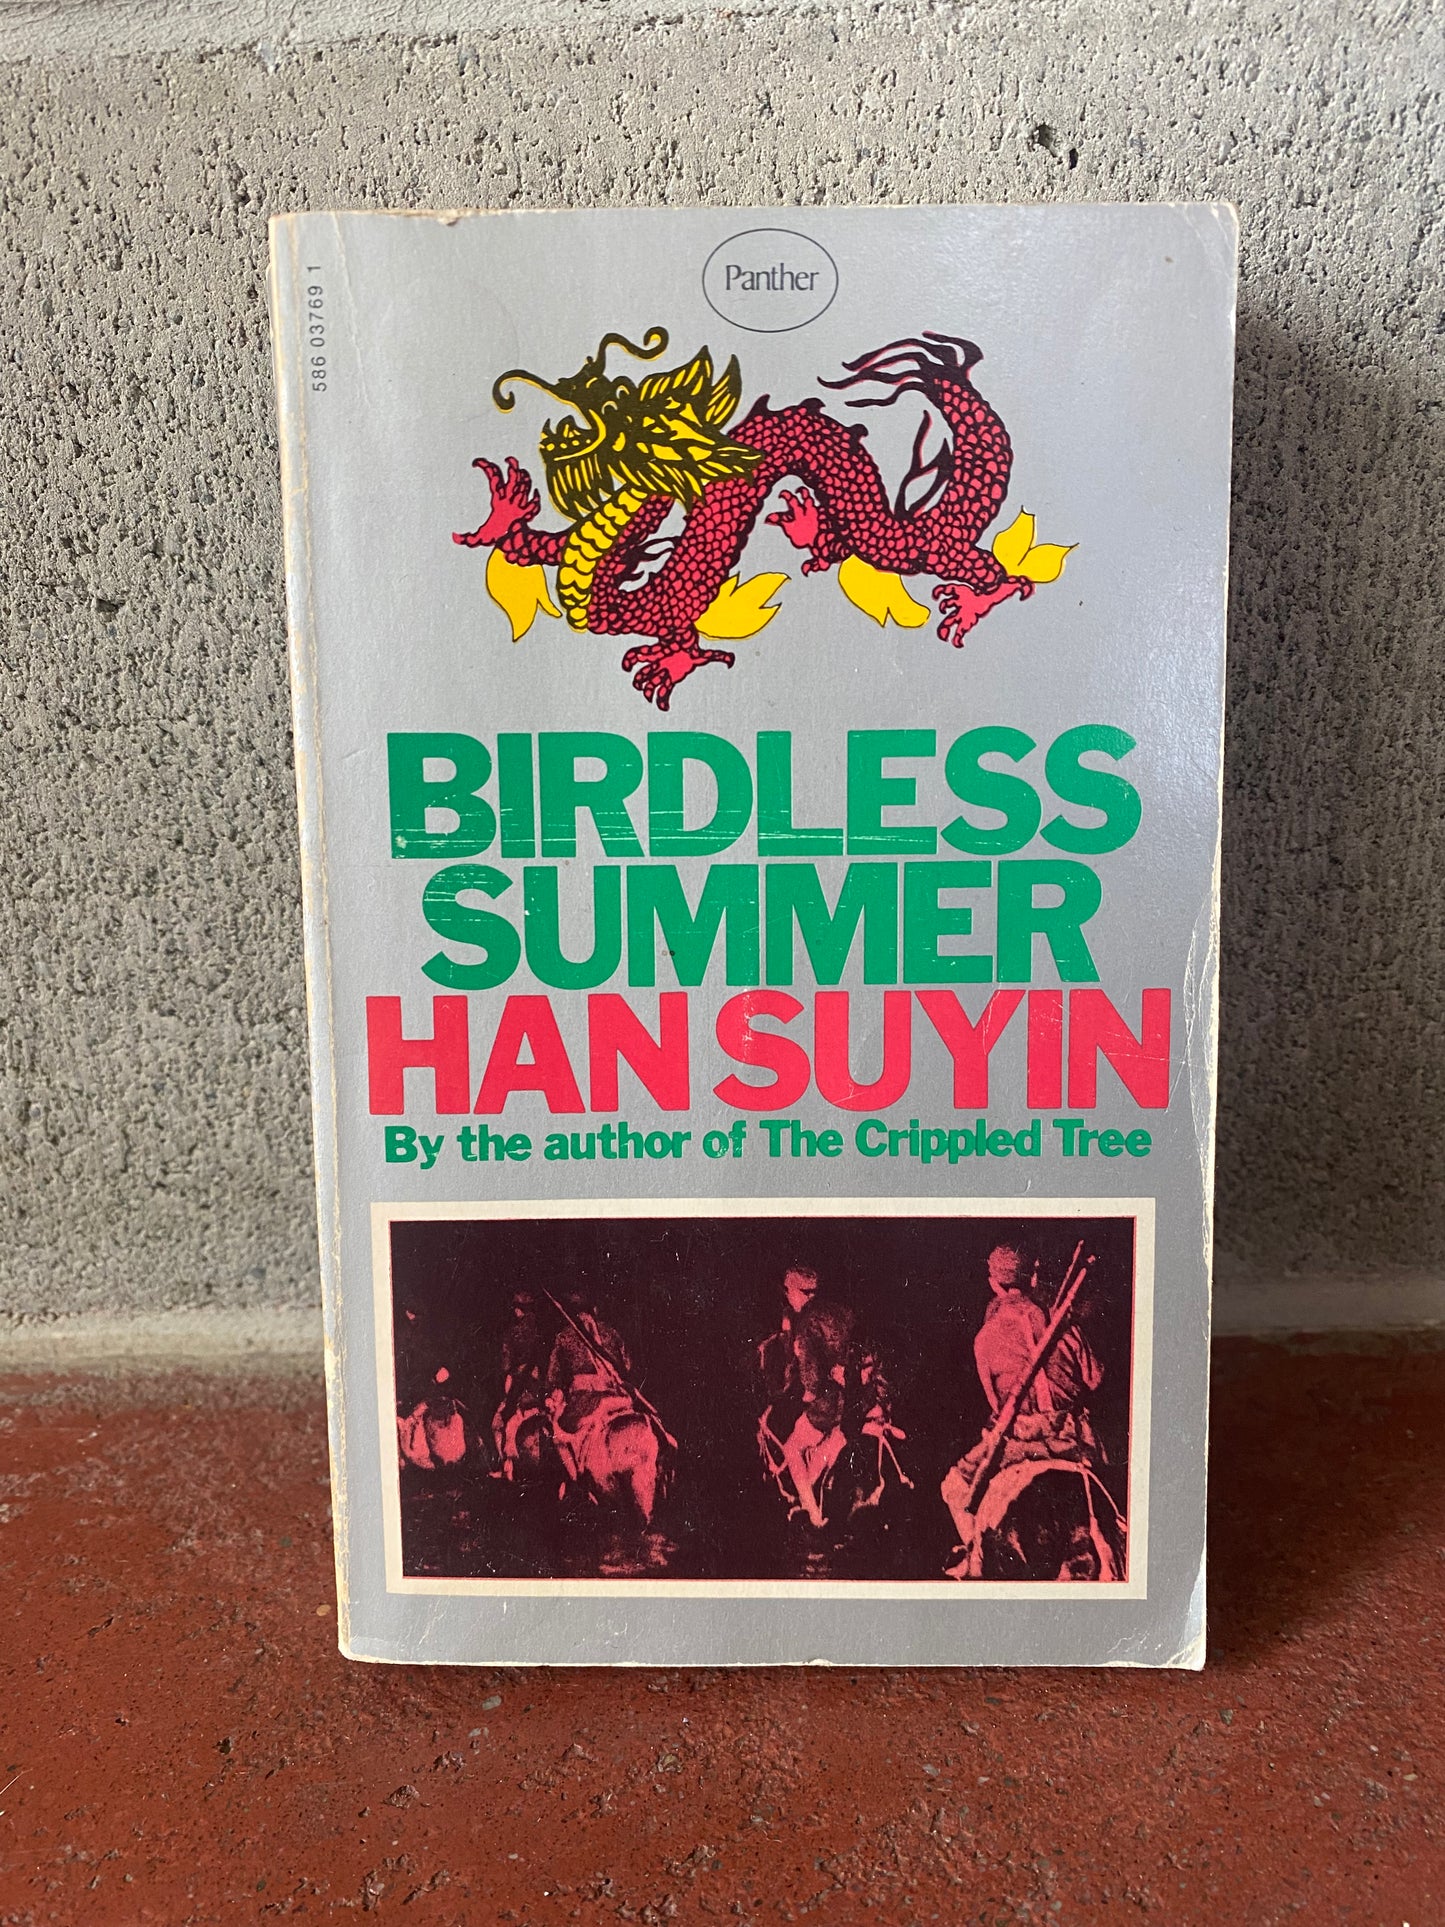 Panther
586 03769 1
BIRDLESS
SUMMER
HAN SUYIN
By the author of The Crippled Tree